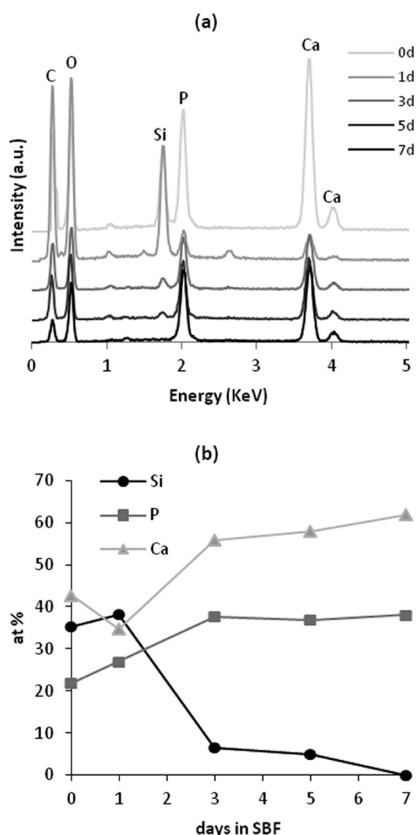 (a)
C
O
Si
P
Ca
Ca
0d
1d
3d
5d
7d
Intensity (a.u.)
0 1 2 3 4 5
Energy (KeV)
(b)
70
60
50
40
30
20
10
0
Si
P
Ca
at %
0 1 2 3 4 5 6 7
days in SBF